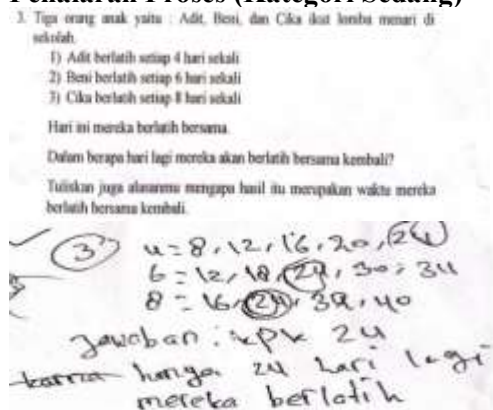 Penalaran Proses (Kategori Sedang)
3. Tiga orang anak yaitu : Adit, Beni, dan Cika ikut lomba menari di
sekolah.
1) Adit berlatih setiap 4 hari sekali
2) Beni berlatih setiap 6 hari sekali
3) Cika berlatih setiap 8 hari sekali
Hari ini mereka berlatih bersama.
Dalam berapa hari lagi mereka akan berlatih bersama kembali?
Tuliskan juga alasanmu mengapa hasil itu merupakan waktu mereka
berlatih bersama kembali.
3) 4 = 8, 12, 16, 20, 24
6 = 12, 18, 24, 30, 34
8 = 16, 24, 32, 40
Jawaban : KPK 24
karna hanya 24 hari lagi
mereka berlatih